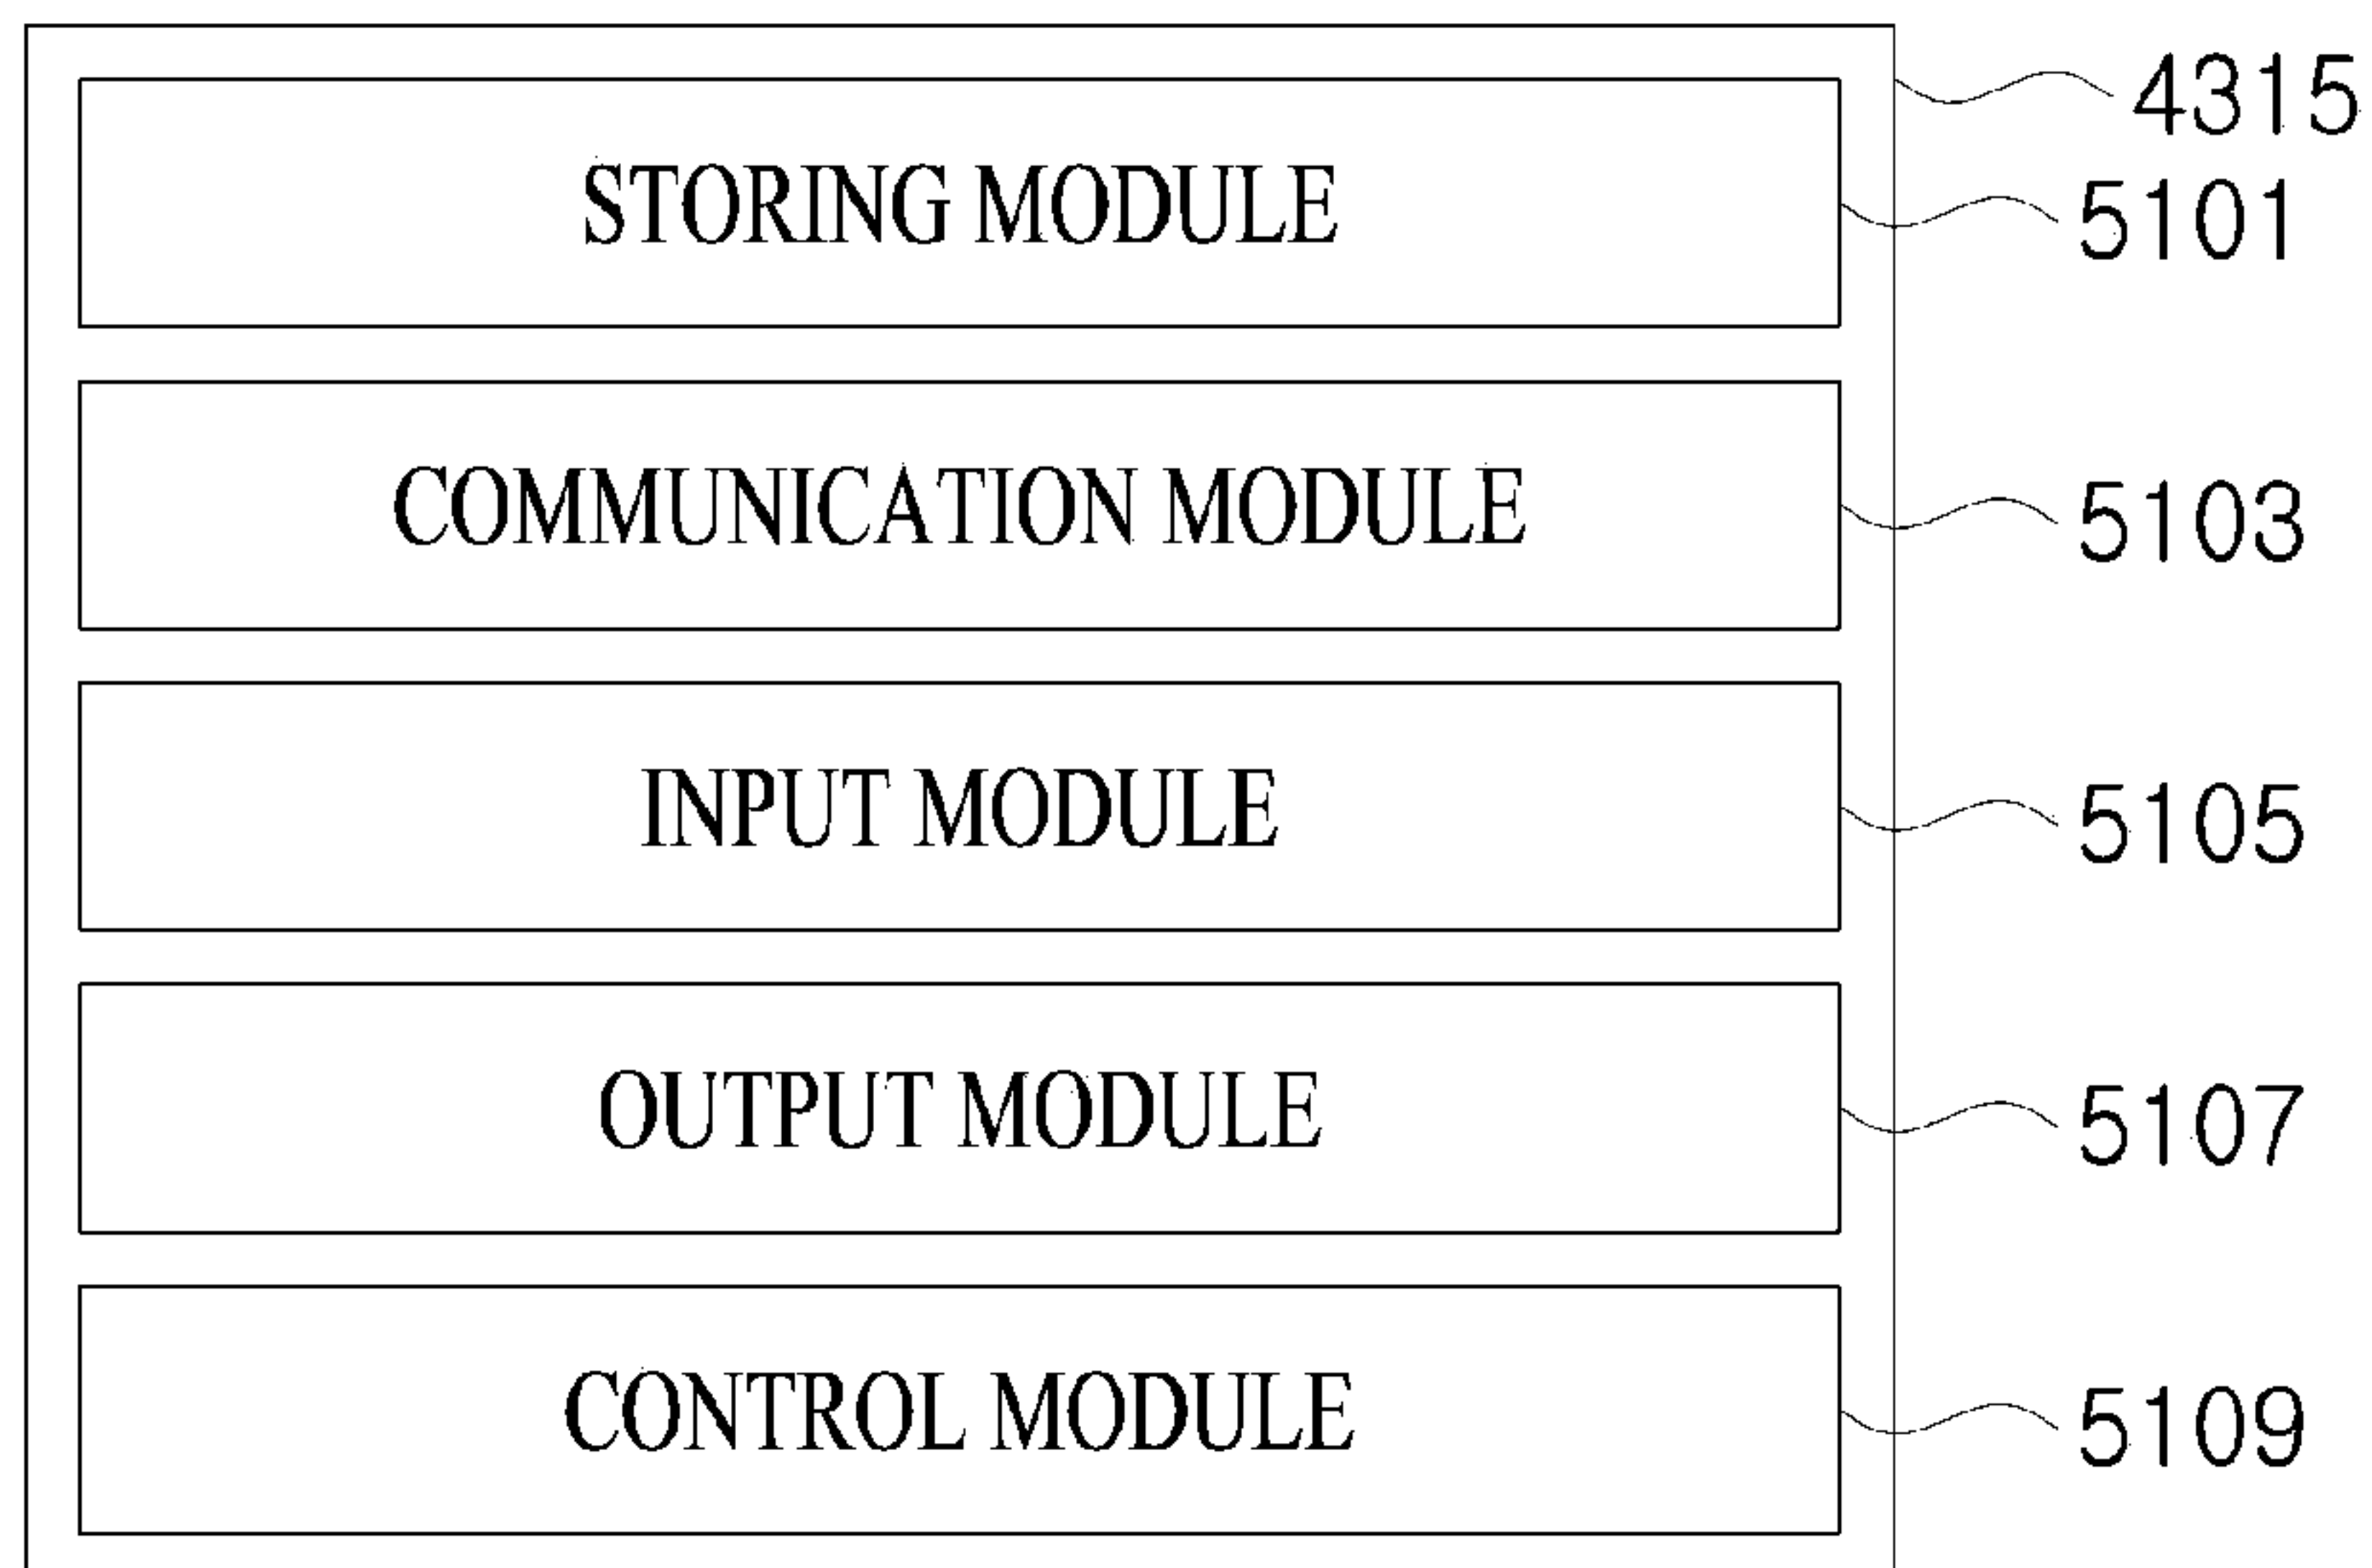 4315
STORING MODULE 5101
COMMUNICATION MODULE 5103
INPUT MODULE 5105
OUTPUT MODULE 5107
CONTROL MODULE 5109